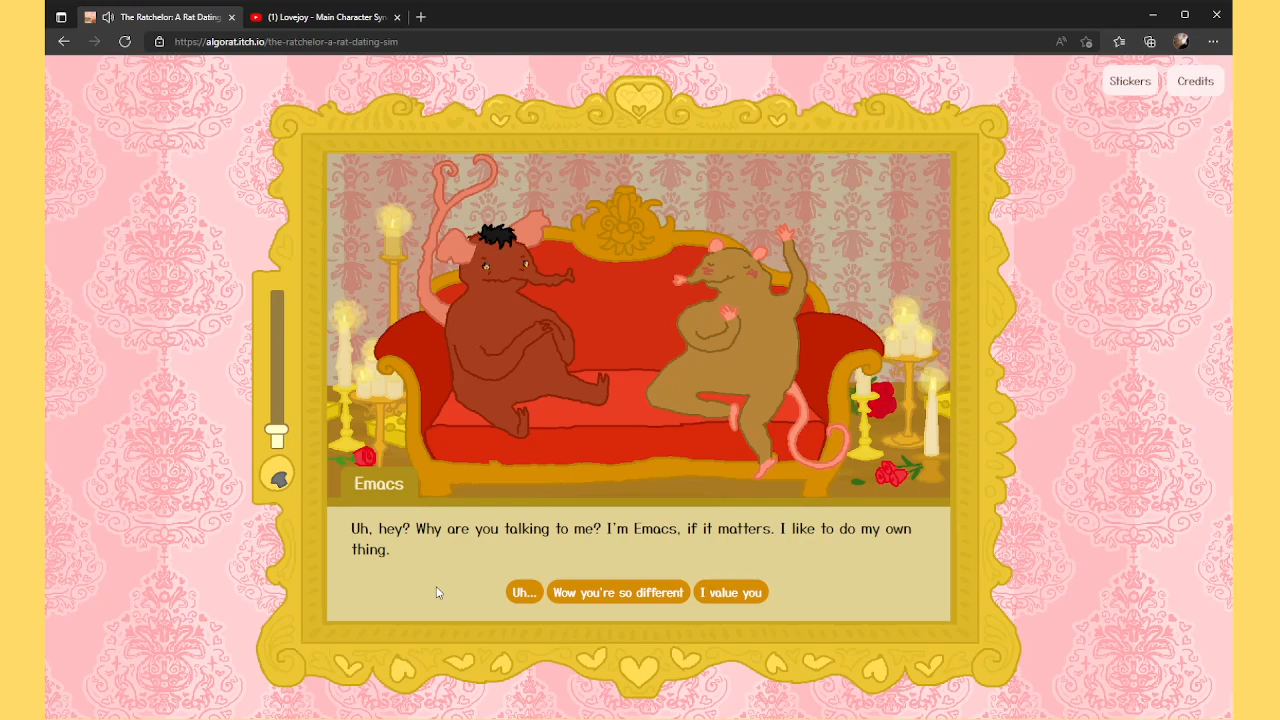 The Ratchelor: A Rat Dating
(1) Lovejoy - Main Character Syn
https://algorat.itch.io/the-ratchelor-a-rat-dating-sim
Stickers
Credits
Emacs
Uh, hey? Why are you talking to me? I'm Emacs, if it matters. I like to do my own
thing.
Uh...
Wow you're so different
I value you